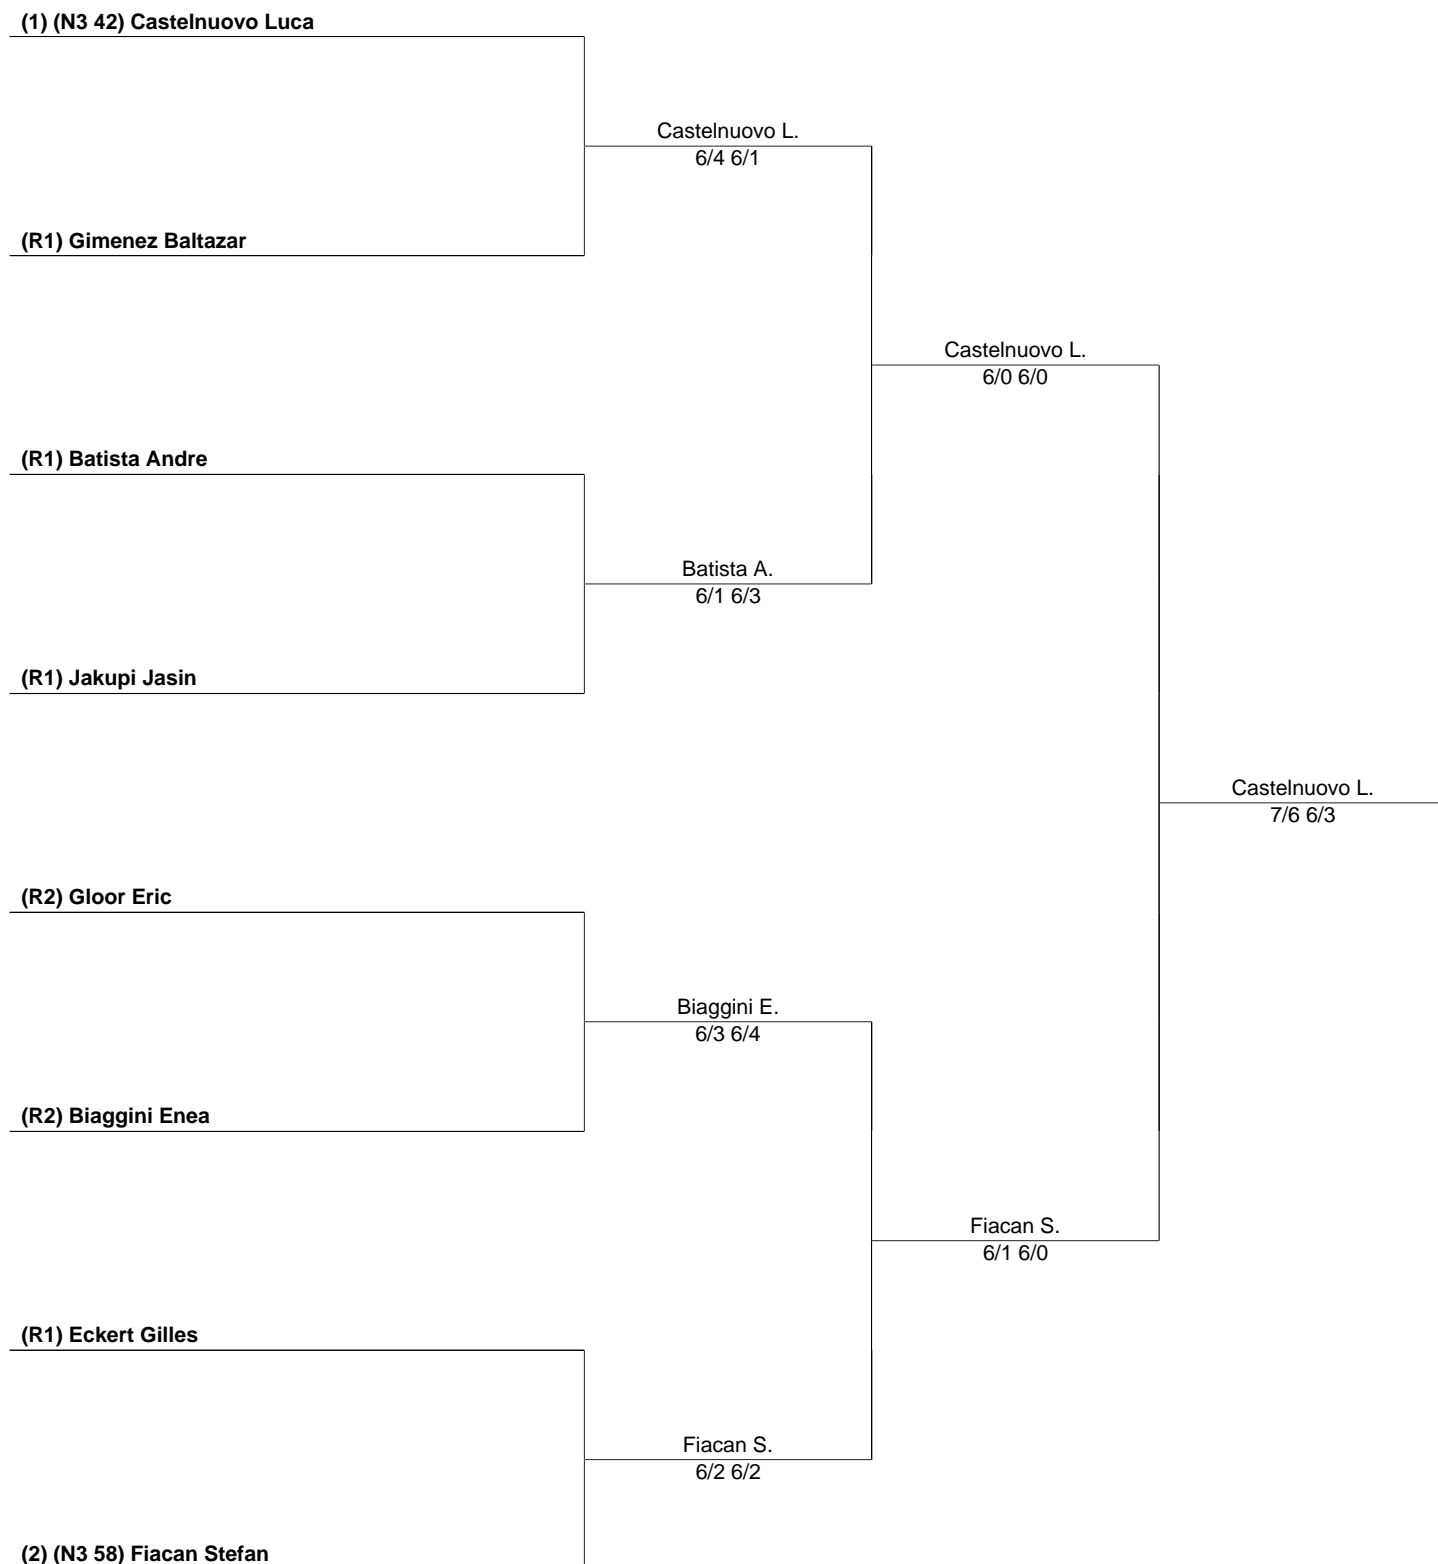 (1) (N3 42) Castelnuovo Luca
Castelnuovo L.
6/4 6/1
(R1) Gimenez Baltazar
Castelnuovo L.
6/0 6/0
(R1) Batista Andre
Batista A.
6/1 6/3
(R1) Jakupi Jasin
Castelnuovo L.
7/6 6/3
(R2) Gloor Eric
Biaggini E.
6/3 6/4
(R2) Biaggini Enea
Fiacan S.
6/1 6/0
(R1) Eckert Gilles
Fiacan S.
6/2 6/2
(2) (N3 58) Fiacan Stefan